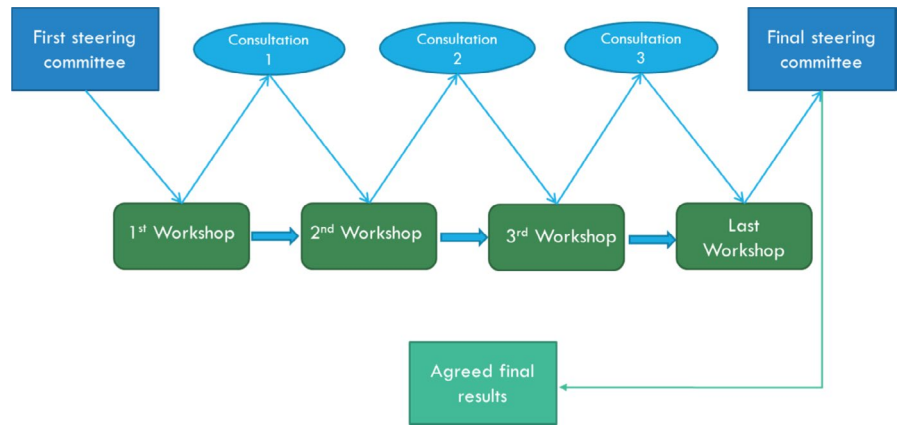 First steering
committee
Consultation
1
Consultation
2
Consultation
3
Final steering
committee
1st Workshop
2nd Workshop
3rd Workshop
Last
Workshop
Agreed final
results